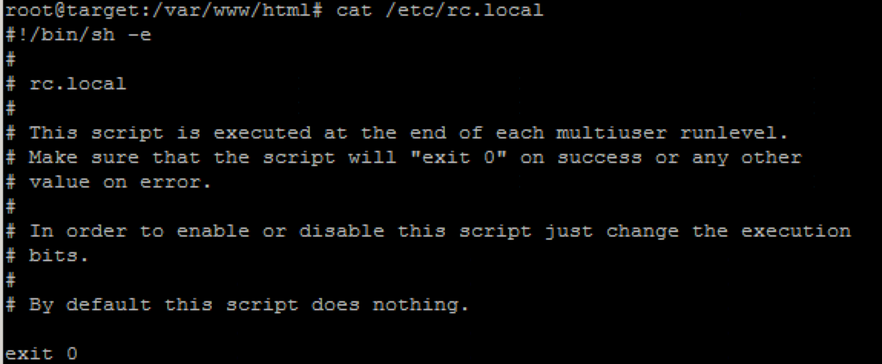 root@target:/var/www/html# cat /etc/rc.local
#!/bin/sh -e
#
# rc.local
#
# This script is executed at the end of each multiuser runlevel.
# Make sure that the script will "exit 0" on success or any other
# value on error.
#
# In order to enable or disable this script just change the execution
# bits.
#
# By default this script does nothing.

exit 0